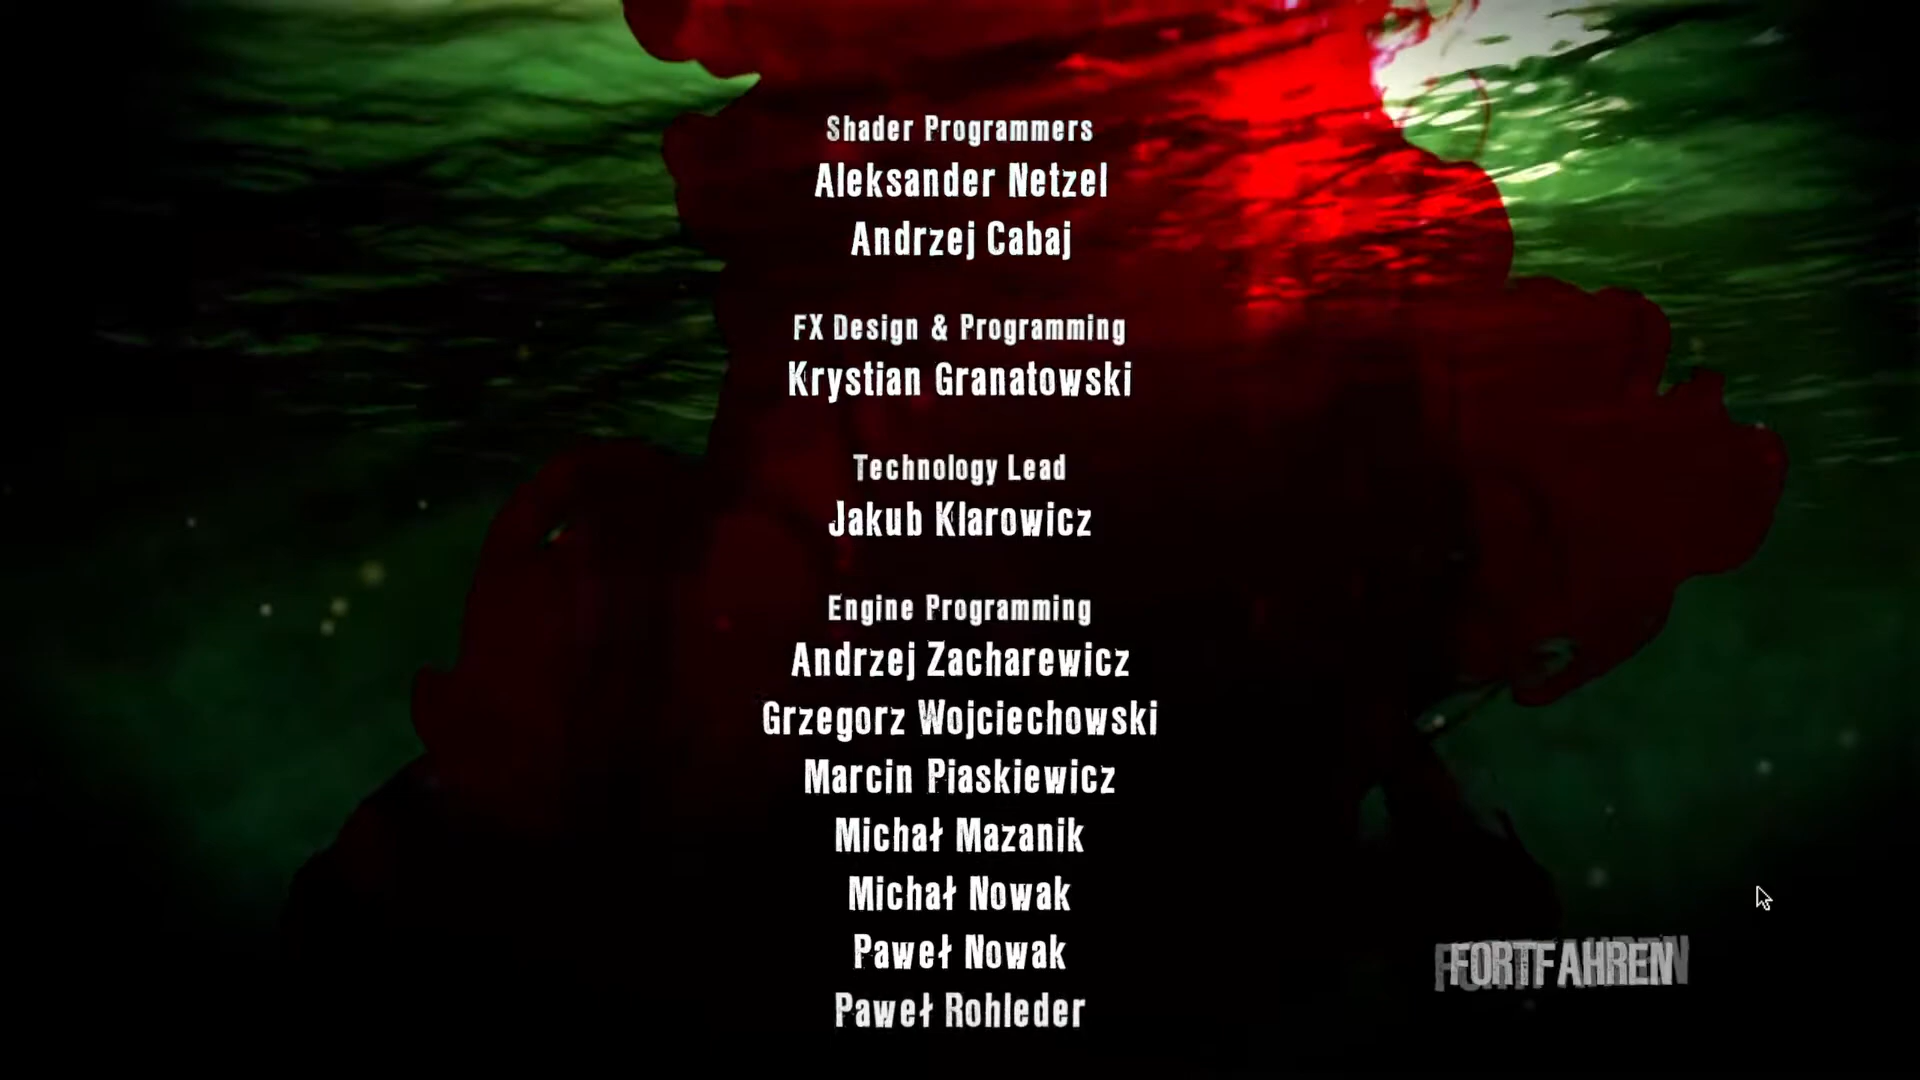 Shader Programmers
Aleksander Netzel
Andrzej Cabaj
FX Design & Programming
Krystian Granatowski
Technology Lead
Jakub Klarowicz
Engine Programming
Andrzej Zacharewicz
Grzegorz Wojciechowski
Marcin Piaskiewicz
Michał Mazanik
Michał Nowak
Paweł Nowak
Paweł Rohleder
FORTFAHREN